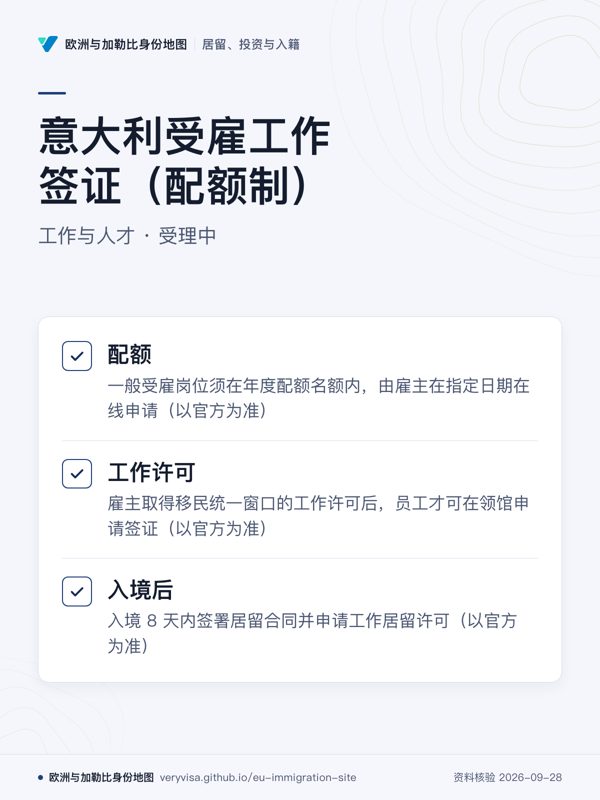 欧洲与加勒比身份地图 居留、投资与入籍
意大利受雇工作
签证（配额制）
工作与人才 · 受理中
配额
一般受雇岗位须在年度配额名额内，由雇主在指定日期在
线申请（以官方为准）
工作许可
雇主取得移民统一窗口的工作许可后，员工才可在领馆申
请签证（以官方为准）
入境后
入境 8 天内签署居留合同并申请工作居留许可（以官方
为准）
欧洲与加勒比身份地图 veryvisa.github.io/eu-immigration-site 资料核验 2026-09-28